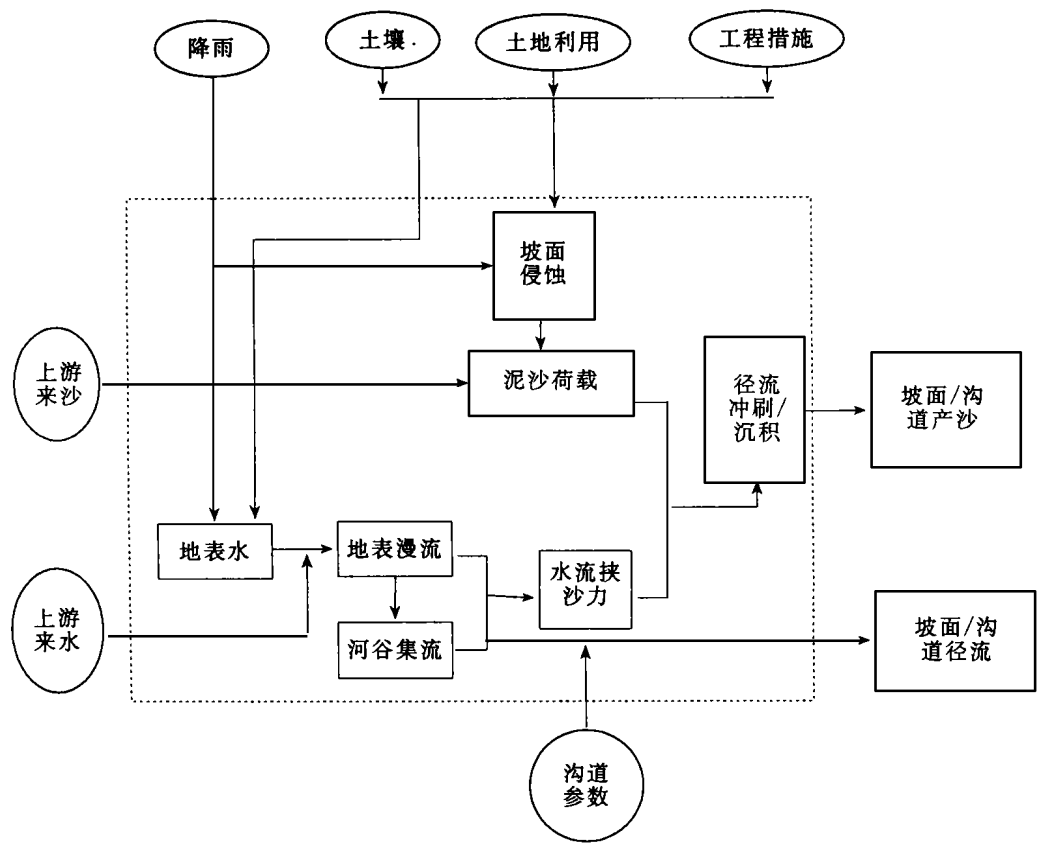 降雨
土壤.
土地利用
工程措施
坡面
侵蚀
上游
来沙
泥沙荷载
径流
冲刷/
沉积
坡面/沟
道产沙
地表水
地表漫流
水流挟
沙力
上游
来水
河谷集流
坡面/沟
道径流
沟道
参数